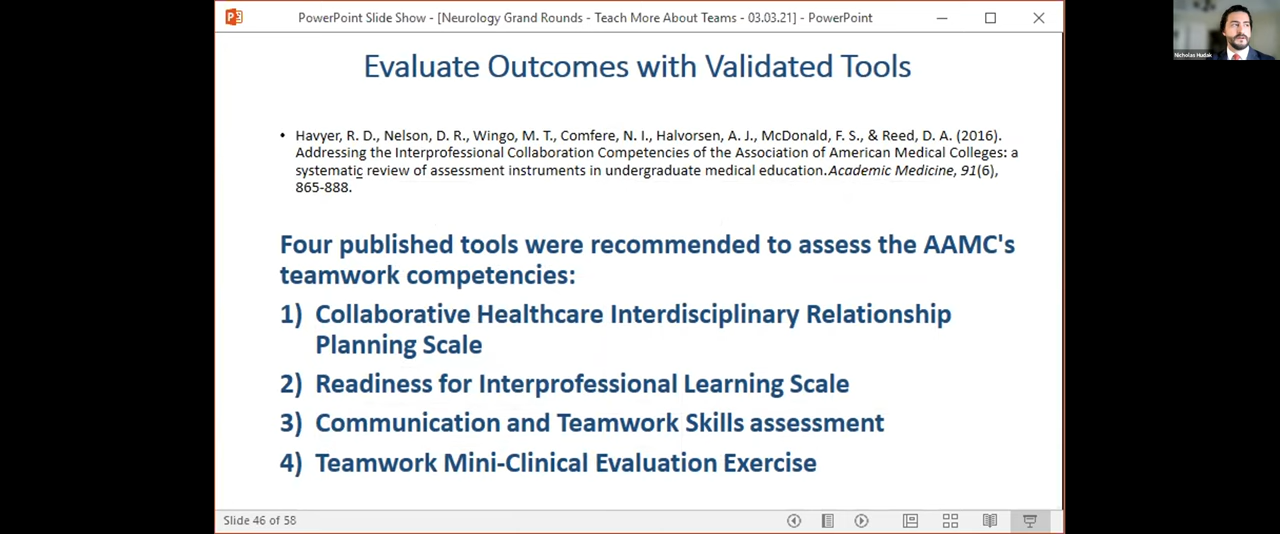 PowerPoint Slide Show - [Neurology Grand Rounds - Teach More About Teams - 03.03.21] - PowerPoint
Nicholas Hudak
Evaluate Outcomes with Validated Tools
• Havyer, R. D., Nelson, D. R., Wingo, M. T., Comfere, N. I., Halvorsen, A. J., McDonald, F. S., & Reed, D. A. (2016).
Addressing the Interprofessional Collaboration Competencies of the Association of American Medical Colleges: a
systematic review of assessment instruments in undergraduate medical education. Academic Medicine, 91(6),
865-888.
Four published tools were recommended to assess the AAMC's
teamwork competencies:
1) Collaborative Healthcare Interdisciplinary Relationship
Planning Scale
2) Readiness for Interprofessional Learning Scale
3) Communication and Teamwork Skills assessment
4) Teamwork Mini-Clinical Evaluation Exercise
Slide 46 of 58